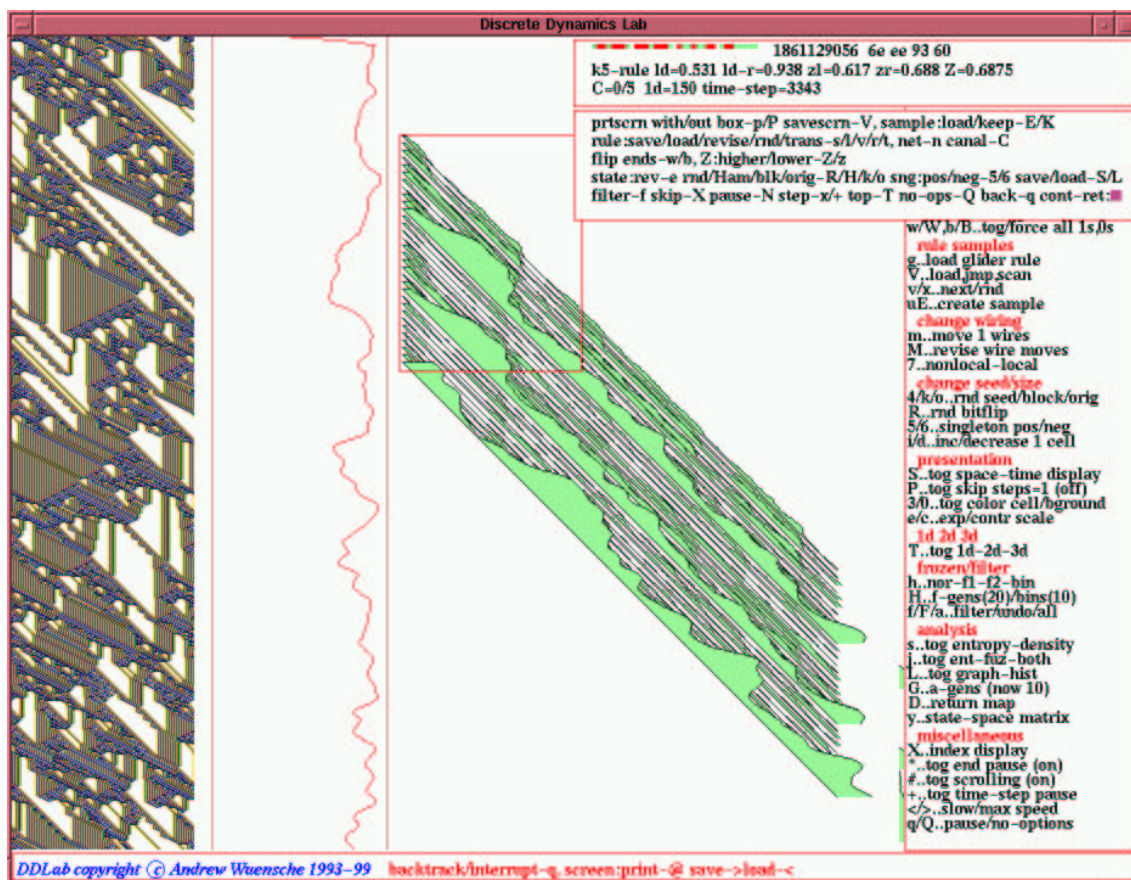 Discrete Dynamics Lab
1861129056 6e ee 93 60
k5-rule ld=0.531 ld-r=0.938 zl=0.617 zr=0.688 Z=0.6875
C=0/5 1d=150 time-step=3343
prtscrn with/out box-p/P savescrn-V, sample:load/keep-E/K
rule:save/load/revise/rnd/trans-s/l/v/r/t, net-n canal-C
flip ends-w/b, Z:higher/lower-Z/z
state:rev-e rnd/Ham/blk/orig-R/H/k/o sng:pos/neg-5/6 save/load-S/L
filter-f skip-X pause-N step-x/+ top-T no-ops-Q back-q cont-ret:
w/W,b/B..tog/force all 1s,0s
rule samples
g..load glider rule
V..load,jmp,scan
v/x..next/rnd
uE..create sample
change wiring
m..move 1 wires
M..revise wire moves
7..nonlocal-local
change seed/size
4/k/o..rnd seed/block/orig
R..rnd bitflip
5/6..singleton pos/neg
i/d..inc/decrease 1 cell
presentation
S..tog space-time display
P..tog skip steps=1 (off)
3/0..tog color cell/bground
e/c..exp/contr scale
1d 2d 3d
T..tog 1d-2d-3d
frozen/filter
h..nor-f1-f2-bin
H..f-gens(20)/bins(10)
f/F/a..filter/undo/all
analysis
s..tog entropy-density
j..tog ent-fuz-both
L..tog graph-hist
G..a-gens (now 10)
D..return map
y..state-space matrix
miscellaneous
X..index display
*..tog end pause (on)
#..tog scrolling (on)
+..tog time-step pause
</>..slow/max speed
q/Q..pause/no-options
DDLab copyright © Andrew Wuensche 1993-99 backtrack/interrupt-q, screen:print-@ save->load-<